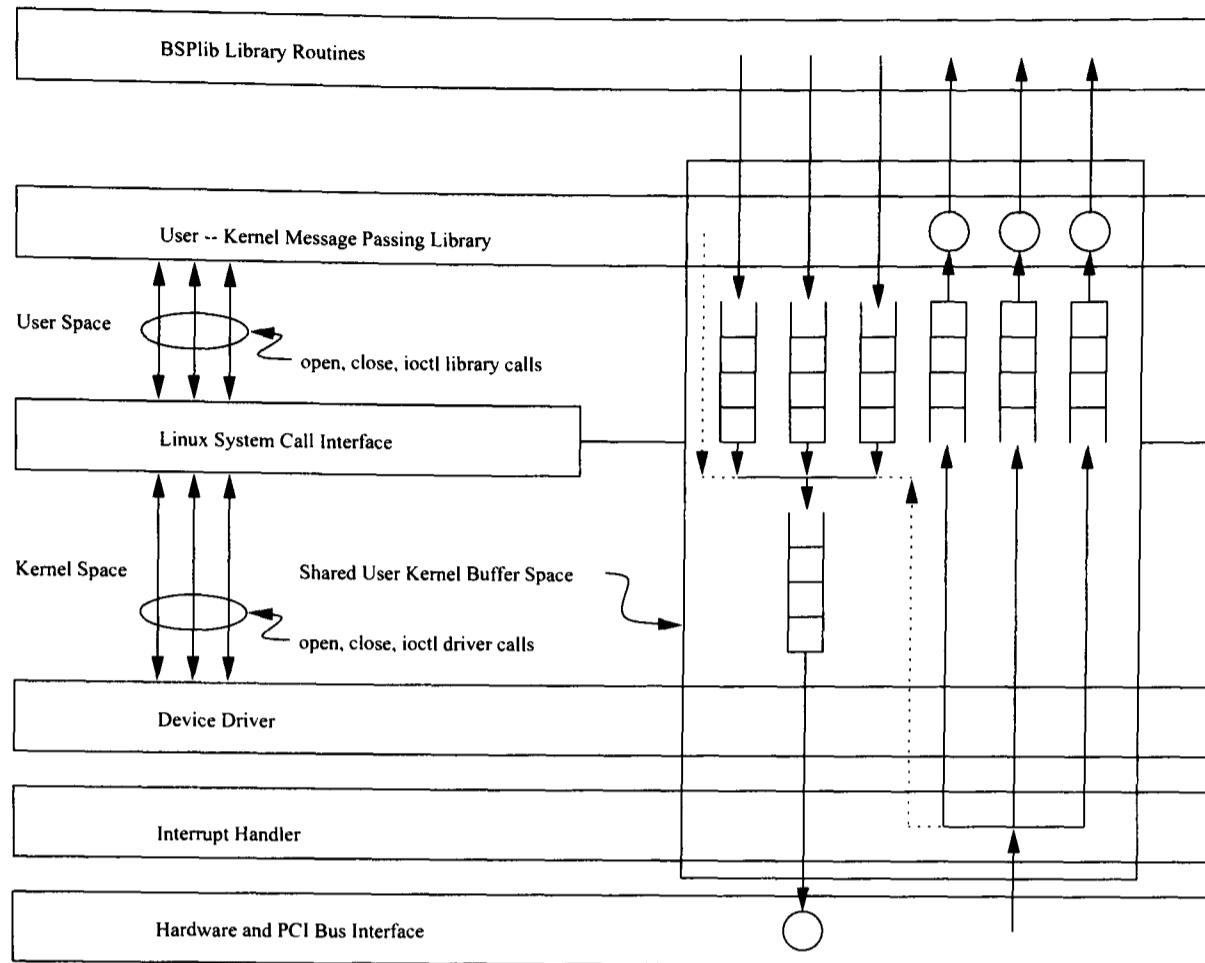 BSPlib Library Routines
User -- Kernel Message Passing Library
User Space
open, close, ioctl library calls
Linux System Call Interface
Kernel Space
Shared User Kernel Buffer Space
open, close, ioctl driver calls
Device Driver
Interrupt Handler
Hardware and PCI Bus Interface